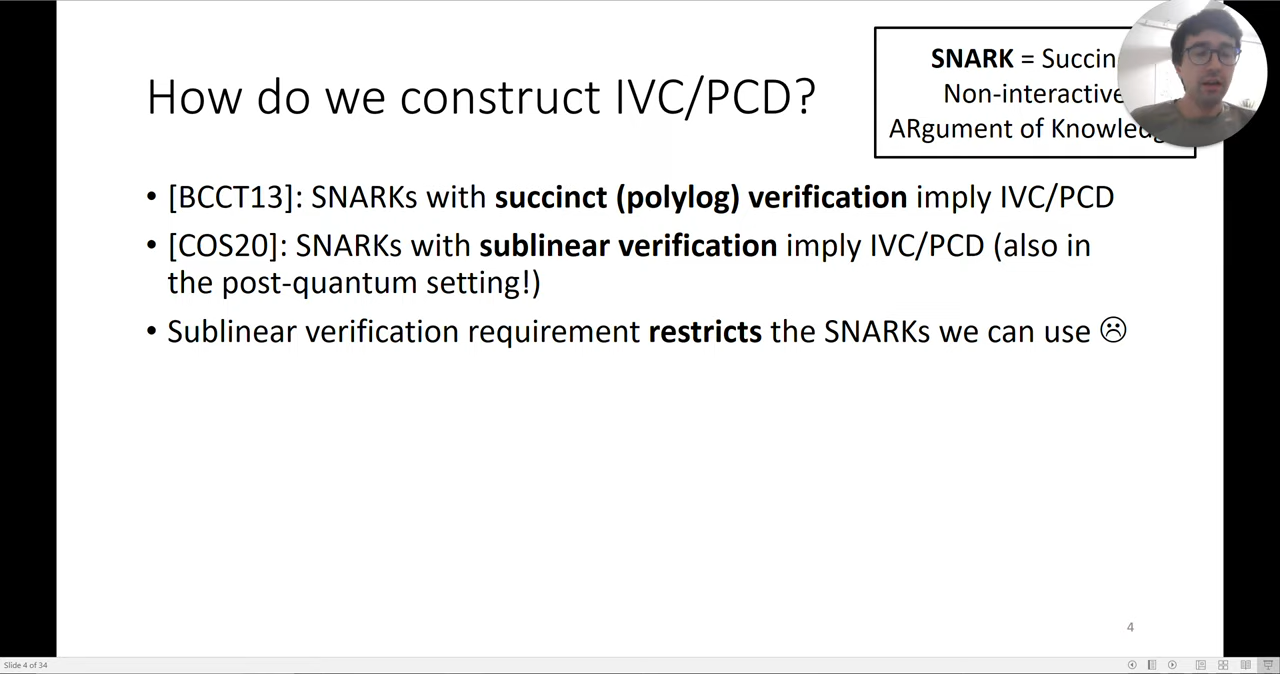 How do we construct IVC/PCD?
SNARK = Succin
Non-interactive
ARgument of Knowledg
• [BCCT13]: SNARKs with succinct (polylog) verification imply IVC/PCD
• [COS20]: SNARKs with sublinear verification imply IVC/PCD (also in
the post-quantum setting!)
• Sublinear verification requirement restricts the SNARKs we can use ☹
4
Slide 4 of 34